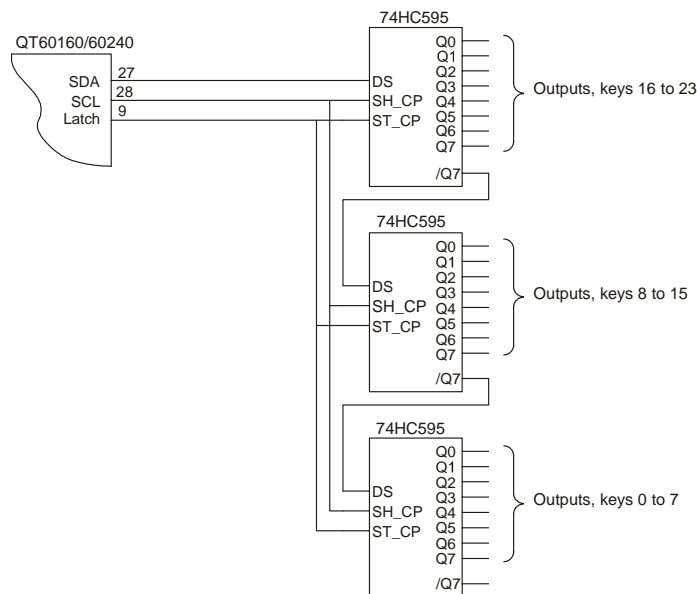 QT60160/60240
SDA
27
SCL
28
Latch
9
74HC595
DS
SH_CP
ST_CP
Q0
Q1
Q2
Q3
Q4
Q5
Q6
Q7
/Q7
Outputs, keys 16 to 23
74HC595
DS
SH_CP
ST_CP
Q0
Q1
Q2
Q3
Q4
Q5
Q6
Q7
/Q7
Outputs, keys 8 to 15
74HC595
DS
SH_CP
ST_CP
Q0
Q1
Q2
Q3
Q4
Q5
Q6
Q7
/Q7
Outputs, keys 0 to 7